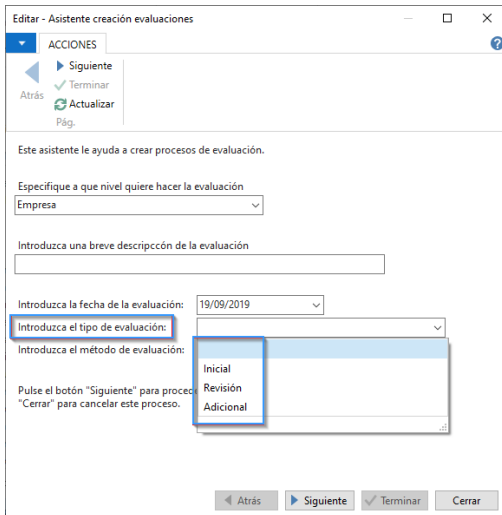 Editar - Asistente creación evaluaciones
ACCIONES
Atrás
Siguiente
Terminar
Actualizar
Pág.
Este asistente le ayuda a crear procesos de evaluación.
Especifique a que nivel quiere hacer la evaluación
Empresa
Introduzca una breve descripccón de la evaluación
Introduzca la fecha de la evaluación: 19/09/2019
Introduzca el tipo de evaluación:
Introduzca el método de evaluación:
Inicial
Revisión
Adicional
Pulse el botón "Siguiente" para
"Cerrar" para cancelar este proceso.
Atrás Siguiente Terminar Cerrar